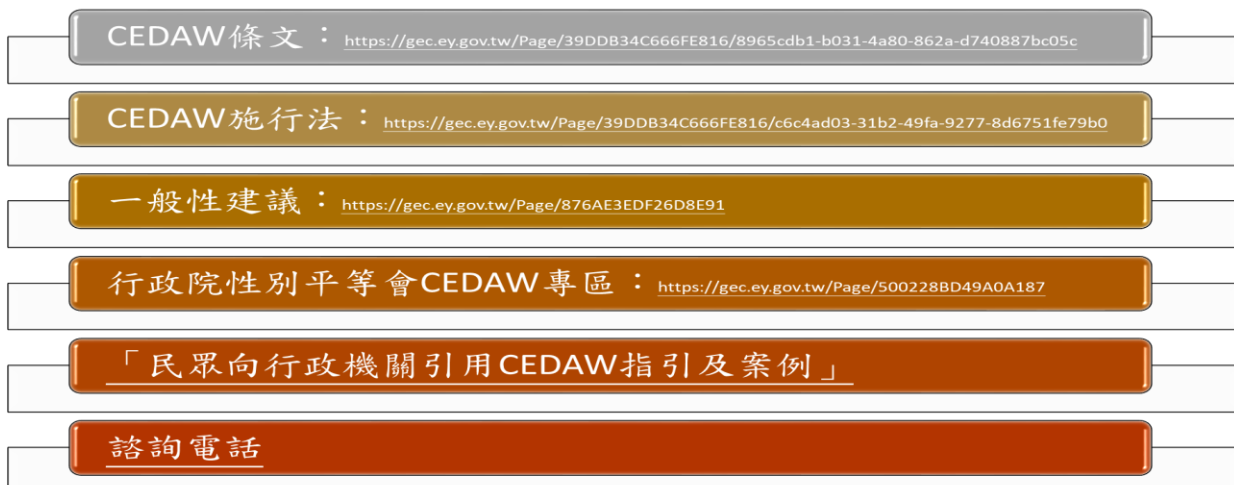 CEDAW條文：https://gec.ey.gov.tw/Page/39DDB34C666FE816/8965cdb1-b031-4a80-862a-d740887bc05c
CEDAW施行法：https://gec.ey.gov.tw/Page/39DDB34C666FE816/c6c4ad03-31b2-49fa-9277-8d6751fe79b0
一般性建議：https://gec.ey.gov.tw/Page/876AE3EDF26D8E91
行政院性別平等會CEDAW專區：https://gec.ey.gov.tw/Page/500228BD49A0A187
「民眾向行政機關引用CEDAW指引及案例」
諮詢電話